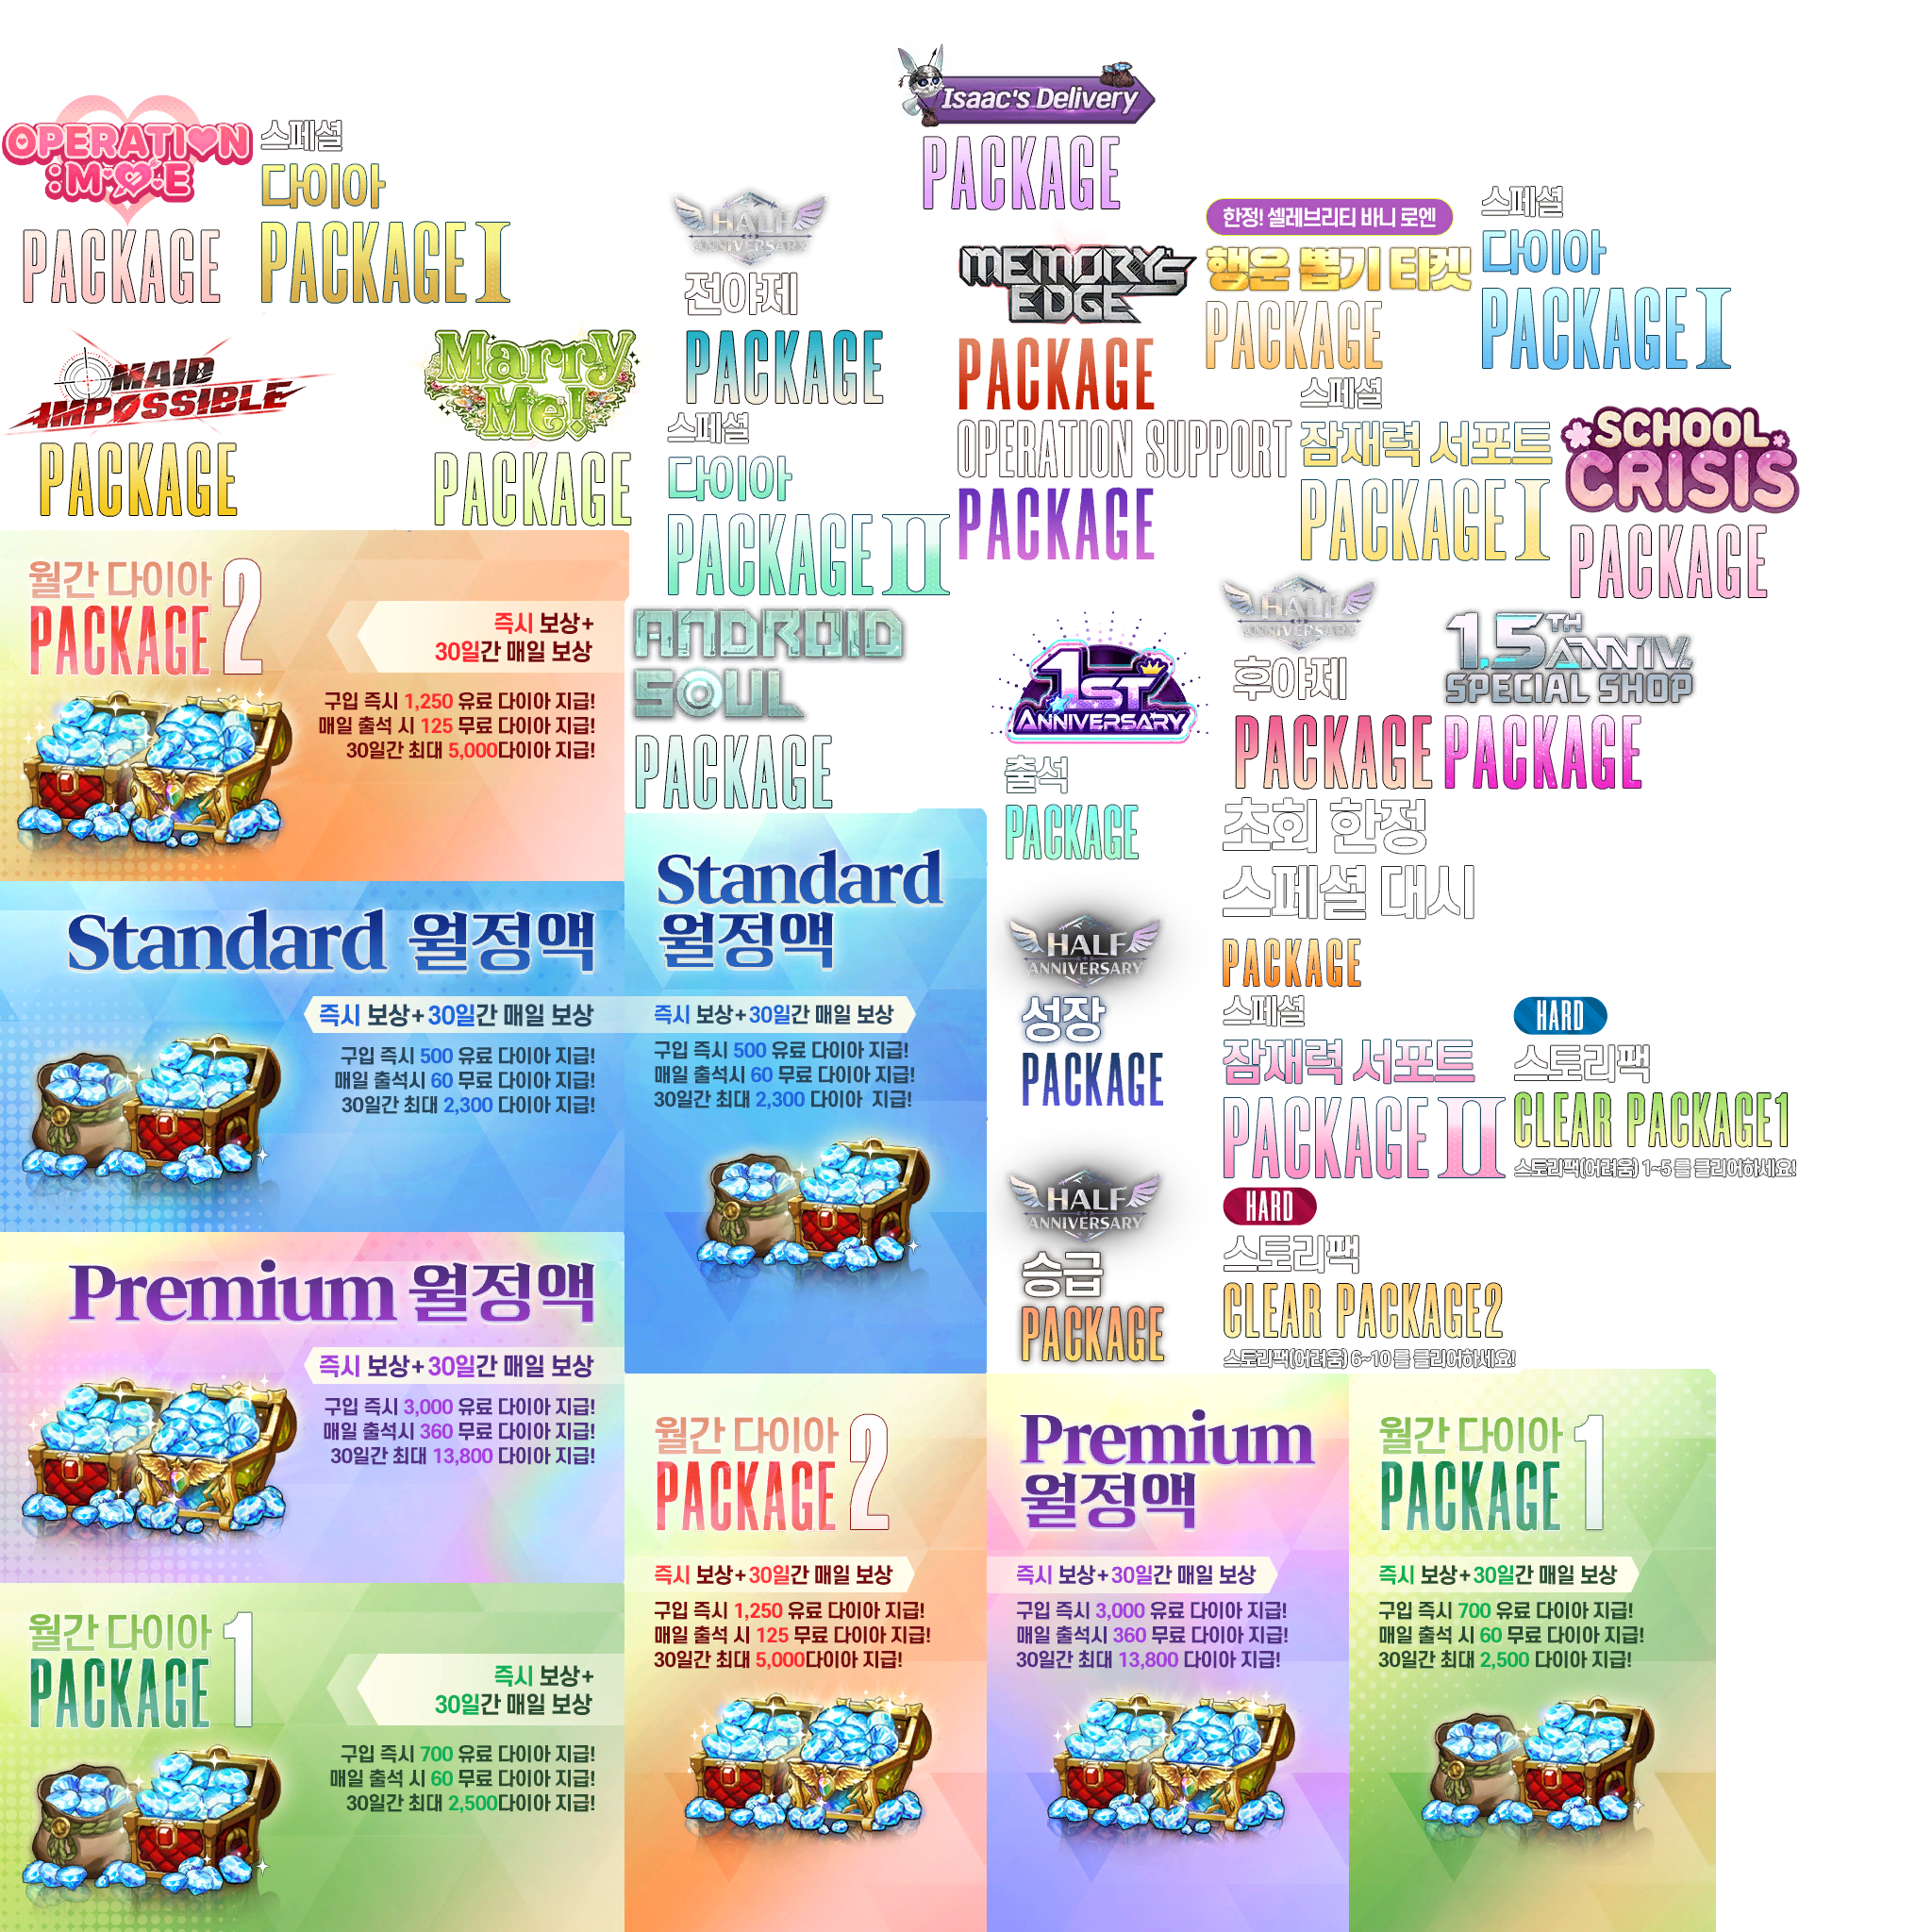 Isaac's Delivery
PACKAGE
OPERATION
:MOE
PACKAGE
스페셜
다이아
PACKAGE I
HALF
ANNIVERSARY
전야제
PACKAGE
MEMORY'S
EDGE
PACKAGE
한정! 셀레브리티 바니 로엔
행운 뽑기 티켓
PACKAGE
스페셜
다이아
PACKAGE I
MAID
IMPOSSIBLE
PACKAGE
Marry
Me!
PACKAGE
스페셜
다이아
PACKAGE II
OPERATION SUPPORT
PACKAGE
스페셜
잠재력 서포트
PACKAGE I
SCHOOL
CRISIS
PACKAGE
월간 다이아
PACKAGE 2
즉시 보상+
30일간 매일 보상
구입 즉시 1,250 유료 다이아 지급!
매일 출석 시 125 무료 다이아 지급!
30일간 최대 5,000다이아 지급!
ANDROID
SOUL
PACKAGE
1ST
ANNIVERSARY
출석
PACKAGE
HALF
ANNIVERSARY
후야제
PACKAGE
1.5TH
ANNIV.
SPECIAL SHOP
PACKAGE
초회 한정
스페셜 대시
PACKAGE
Standard 월정액
즉시 보상+30일간 매일 보상
구입 즉시 500 유료 다이아 지급!
매일 출석시 60 무료 다이아 지급!
30일간 최대 2,300 다이아 지급!
Standard
월정액
즉시 보상+30일간 매일 보상
구입 즉시 500 유료 다이아 지급!
매일 출석시 60 무료 다이아 지급!
30일간 최대 2,300 다이아 지급!
HALF
ANNIVERSARY
성장
PACKAGE
스페셜
잠재력 서포트
PACKAGE II
HARD
스토리팩
CLEAR PACKAGE1
스토리팩(어려움) 1~5를 클리어하세요!
HALF
ANNIVERSARY
승급
PACKAGE
HARD
스토리팩
CLEAR PACKAGE2
스토리팩(어려움) 6~10를 클리어하세요!
Premium 월정액
즉시 보상+30일간 매일 보상
구입 즉시 3,000 유료 다이아 지급!
매일 출석시 360 무료 다이아 지급!
30일간 최대 13,800 다이아 지급!
월간 다이아
PACKAGE 1
즉시 보상+
30일간 매일 보상
구입 즉시 700 유료 다이아 지급!
매일 출석 시 60 무료 다이아 지급!
30일간 최대 2,500다이아 지급!
월간 다이아
PACKAGE 2
즉시 보상+30일간 매일 보상
구입 즉시 1,250 유료 다이아 지급!
매일 출석 시 125 무료 다이아 지급!
30일간 최대 5,000다이아 지급!
Premium
월정액
즉시 보상+30일간 매일 보상
구입 즉시 3,000 유료 다이아 지급!
매일 출석시 360 무료 다이아 지급!
30일간 최대 13,800 다이아 지급!
월간 다이아
PACKAGE 1
즉시 보상+30일간 매일 보상
구입 즉시 700 유료 다이아 지급!
매일 출석 시 60 무료 다이아 지급!
30일간 최대 2,500 다이아 지급!